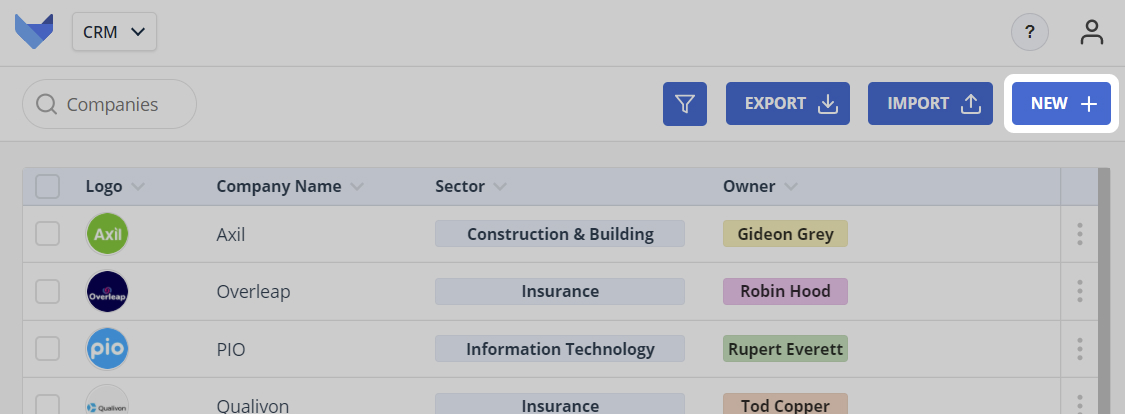 CRM
?
Companies
EXPORT
IMPORT
NEW
Logo Company Name Sector Owner
Axil Axil Construction & Building Gideon Grey
Overleap Overleap Insurance Robin Hood
pio PIO Information Technology Rupert Everett
Qualivon Qualivon Insurance Tod Copper